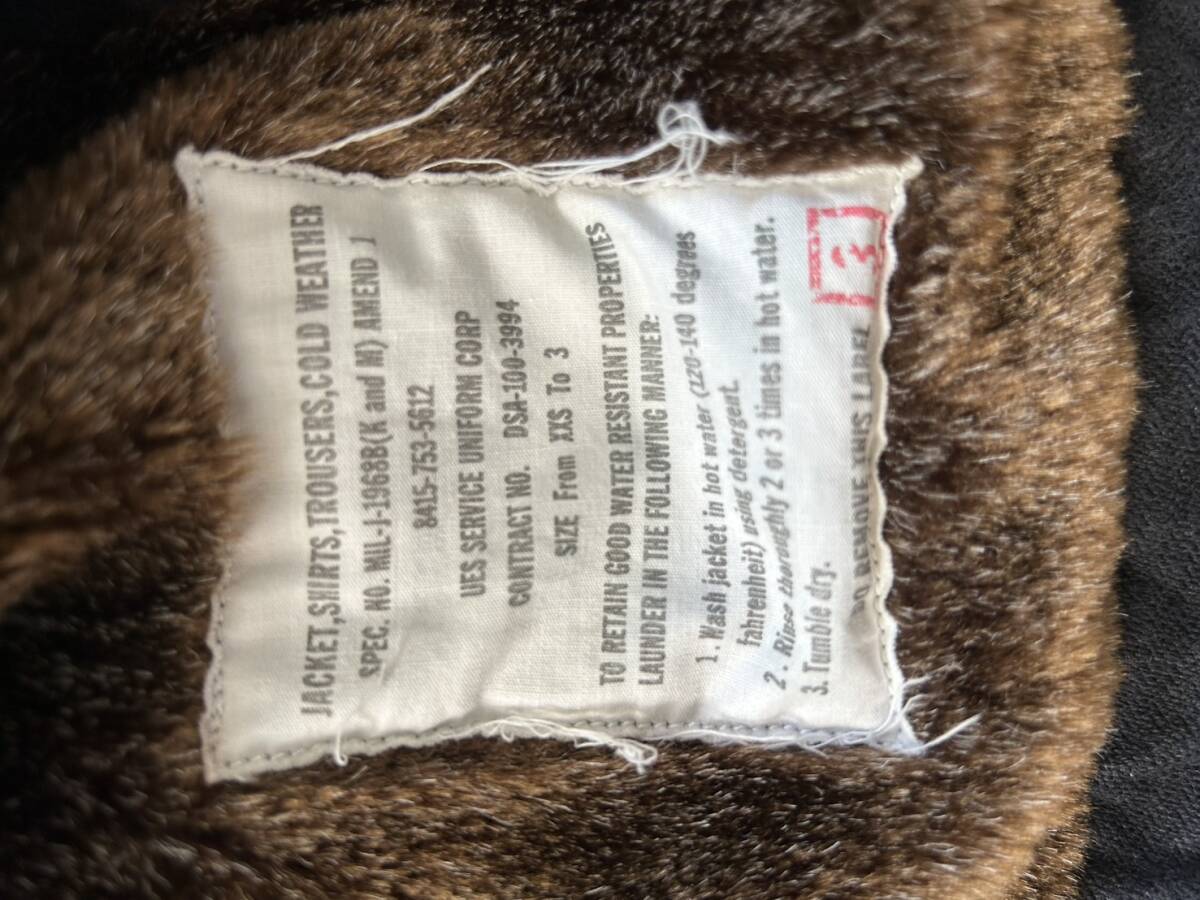 JACKET,SHIRTS,TROUSERS,COLD WEATHER
SPEC. NO. MIL-J-1968B(K and M) AMEND 1
8415-753-5612
UES SERVICE UNIFORM CORP
CONTRACT NO. DSA-100-3994
SIZE From XXS To 3
TO RETAIN GOOD WATER RESISTANT PROPERTIES
LAUNDER IN THE FOLLOWING MANNER:
1. Wash jacket in hot water (120-140 degrees
fahrenheit) using detergent.
2. Rinse thoroughly 2 or 3 times in hot water.
3. Tumble dry.
DO REMOVE THIS LABEL
3